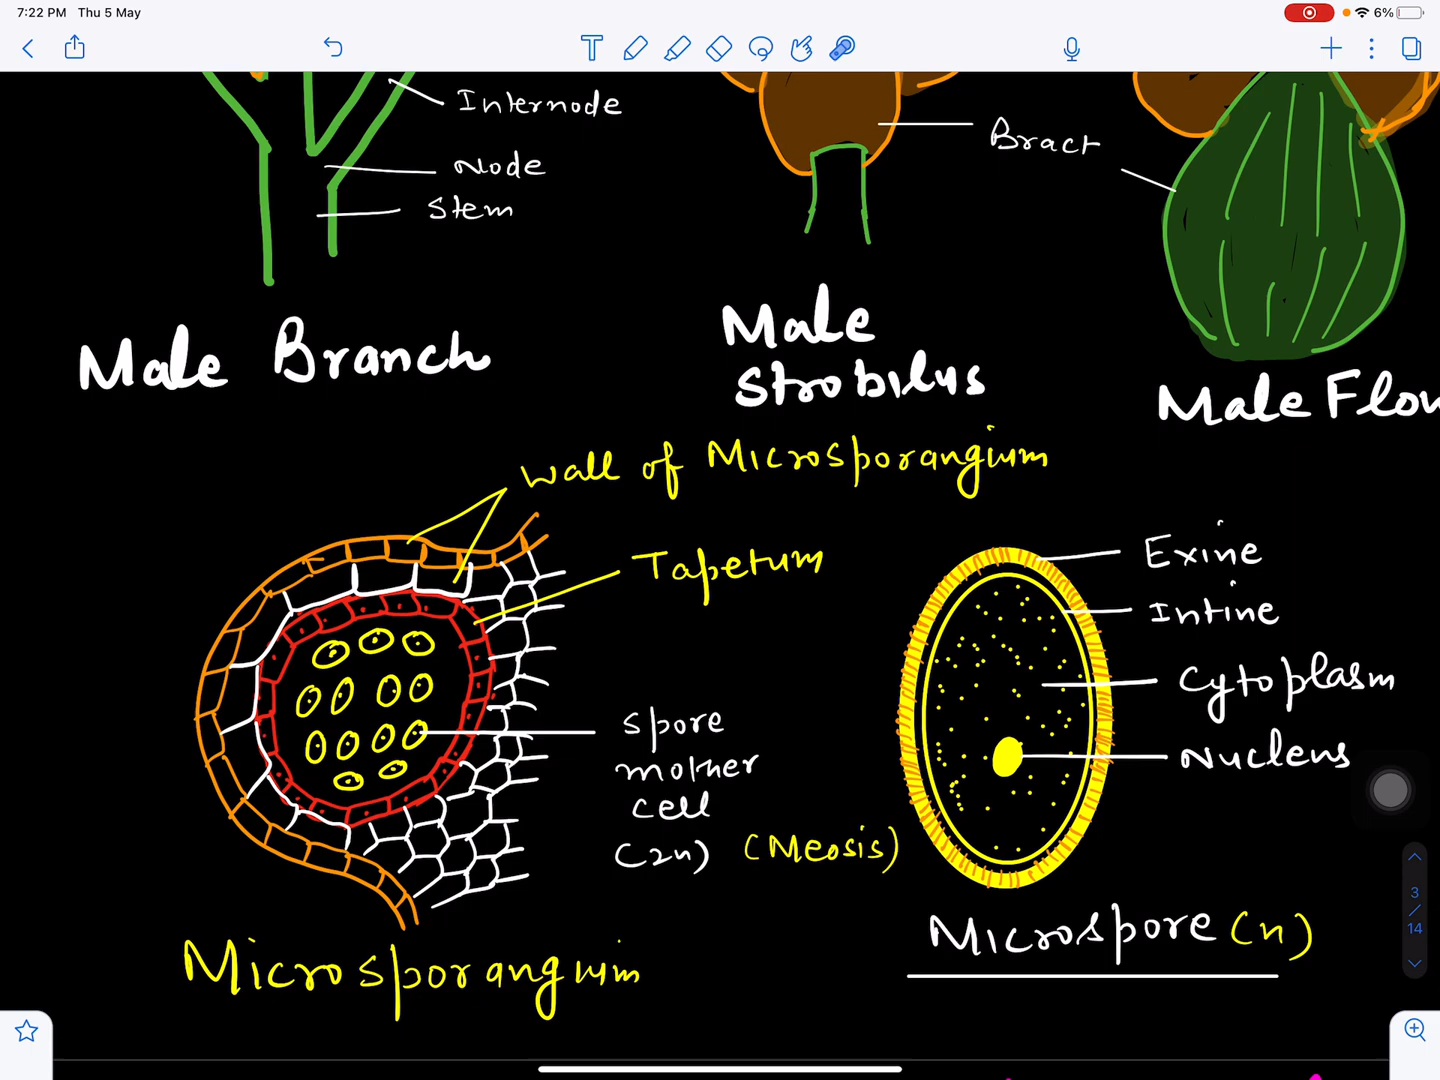 7:22 PM Thu 5 May
6%
Internode
Node
Stem
Bract
Male Branch
Male
Strobilus
Male Flow
Wall of Microsporangium
Tapetum
Exine
Intine
Cytoplasm
Nucleus
Spore
mother
cell
(2n) (Meosis)
Microsporangium
Microspore (n)
3
/
14